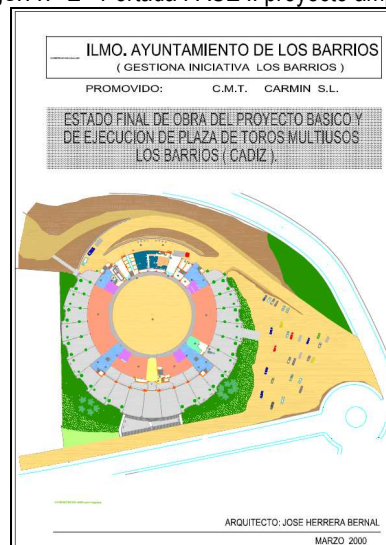 ILMO. AYUNTAMIENTO DE LOS BARRIOS
( GESTIONA INICIATIVA LOS BARRIOS )
PROMOVIDO: C.M.T. CARMIN S.L.
ESTADO FINAL DE OBRA DEL PROYECTO BASICO Y
DE EJECUCION DE PLAZA DE TOROS MULTIUSOS
LOS BARRIOS ( CADIZ ).
ARQUITECTO: JOSE HERRERA BERNAL
MARZO 2000